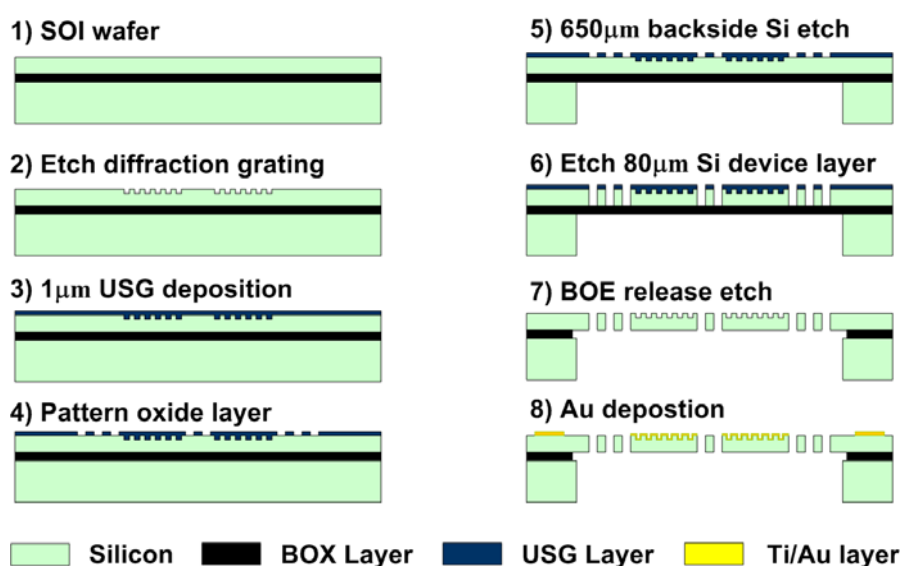 1) SOI wafer
2) Etch diffraction grating
3) 1μm USG deposition
4) Pattern oxide layer
5) 650μm backside Si etch
6) Etch 80μm Si device layer
7) BOE release etch
8) Au depostion
Silicon
BOX Layer
USG Layer
Ti/Au layer